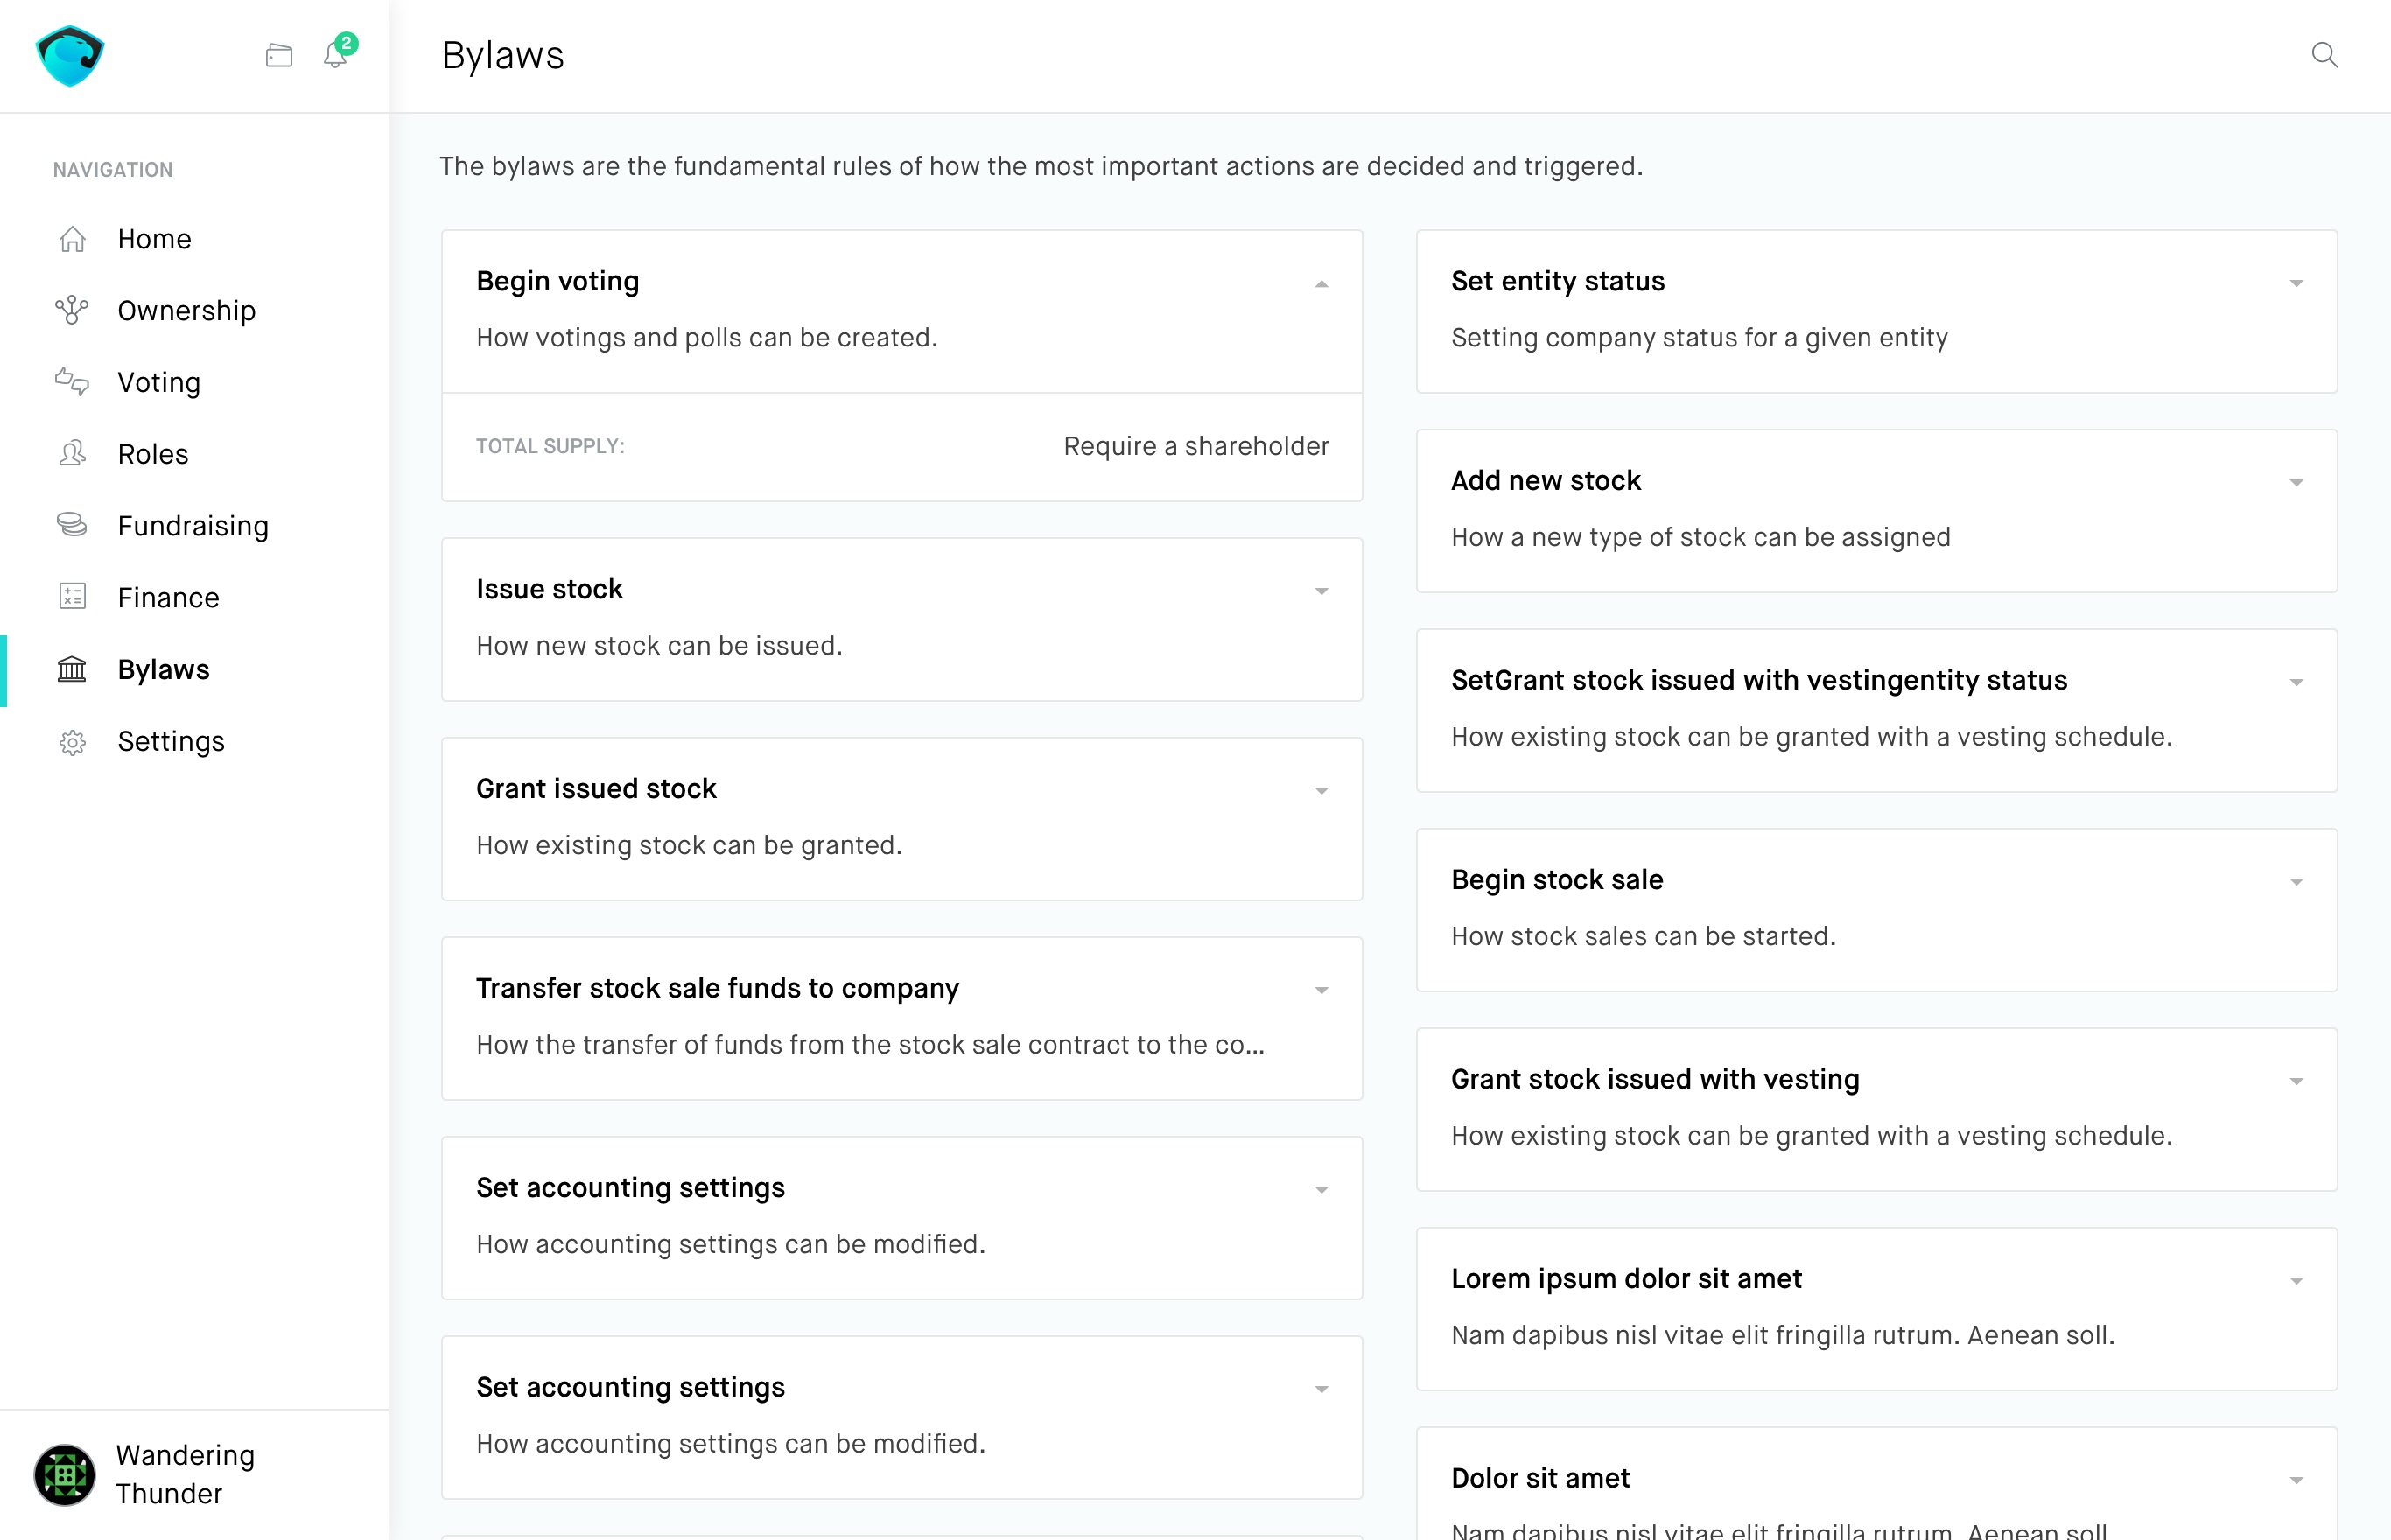 2
Bylaws
NAVIGATION
Home
Ownership
Voting
Roles
Fundraising
Finance
Bylaws
Settings
Wandering
Thunder
The bylaws are the fundamental rules of how the most important actions are decided and triggered.
Begin voting
How votings and polls can be created.
TOTAL SUPPLY: Require a shareholder
Issue stock
How new stock can be issued.
Grant issued stock
How existing stock can be granted.
Transfer stock sale funds to company
How the transfer of funds from the stock sale contract to the co...
Set accounting settings
How accounting settings can be modified.
Set accounting settings
How accounting settings can be modified.
Set entity status
Setting company status for a given entity
Add new stock
How a new type of stock can be assigned
SetGrant stock issued with vestingentity status
How existing stock can be granted with a vesting schedule.
Begin stock sale
How stock sales can be started.
Grant stock issued with vesting
How existing stock can be granted with a vesting schedule.
Lorem ipsum dolor sit amet
Nam dapibus nisl vitae elit fringilla rutrum. Aenean soll.
Dolor sit amet
Nam dapibus nisl vitae elit fringilla rutrum. Aenean soll.